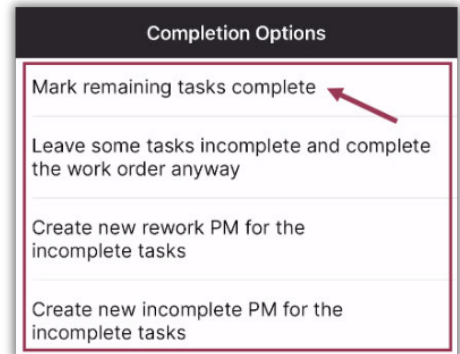 Completion Options
Mark remaining tasks complete
Leave some tasks incomplete and complete
the work order anyway
Create new rework PM for the
incomplete tasks
Create new incomplete PM for the
incomplete tasks